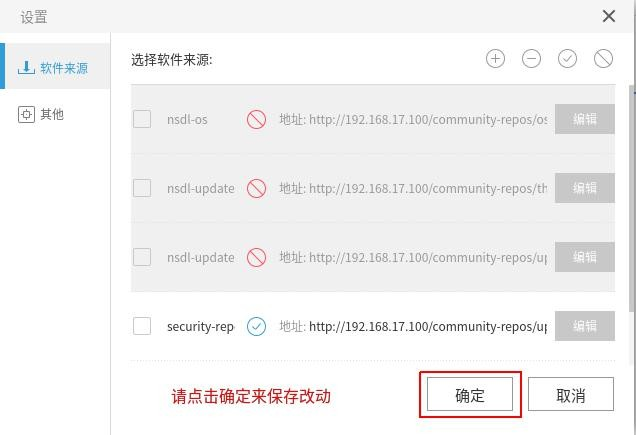 设置
软件来源
其他
选择软件来源:
nsdl-os 地址: http://192.168.17.100/community-repos/os 编辑
nsdl-update 地址: http://192.168.17.100/community-repos/th 编辑
nsdl-update 地址: http://192.168.17.100/community-repos/up 编辑
security-rep 地址: http://192.168.17.100/community-repos/up 编辑
请点击确定来保存改动 确定 取消